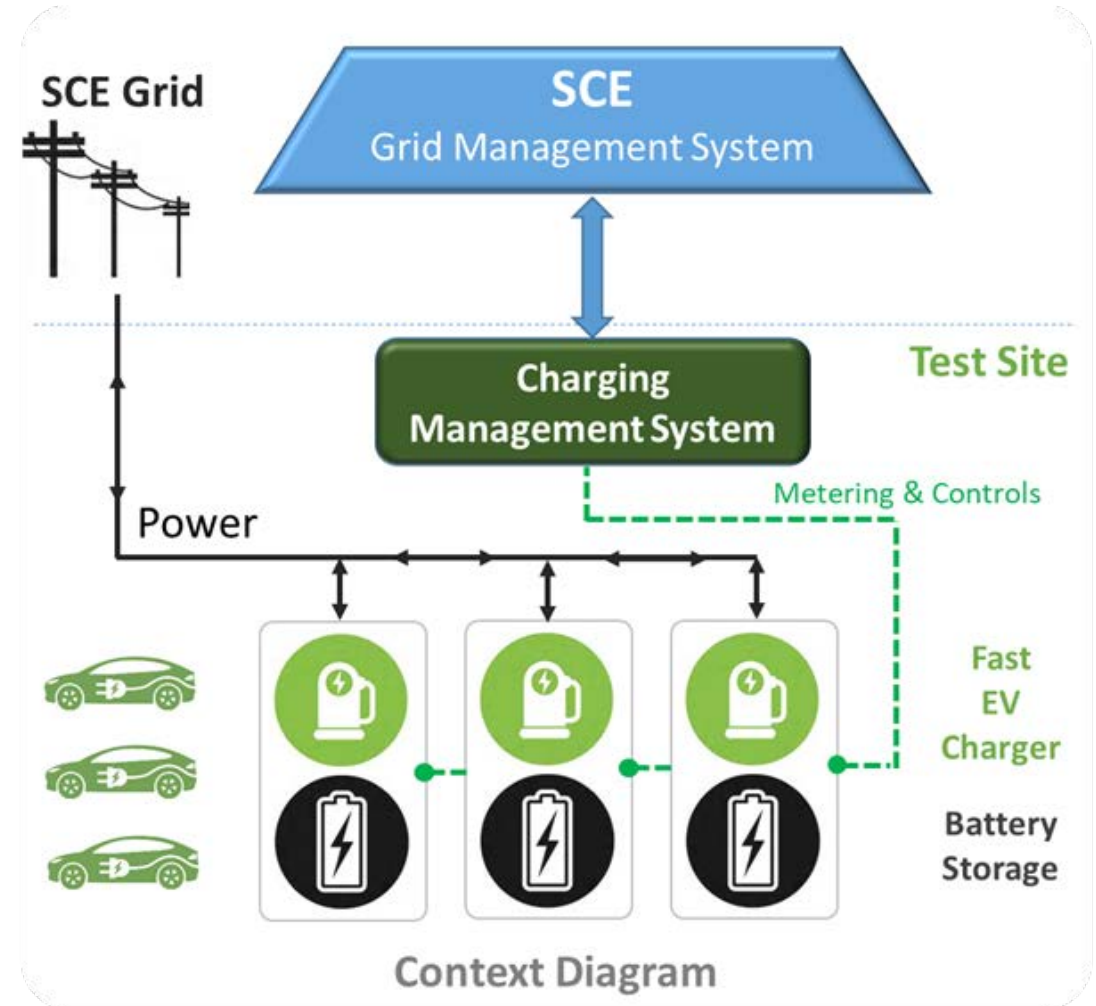 SCE Grid
SCE
Grid Management System
Test Site
Charging
Management System
Metering & Controls
Power
Fast
EV
Charger
Battery
Storage
Context Diagram